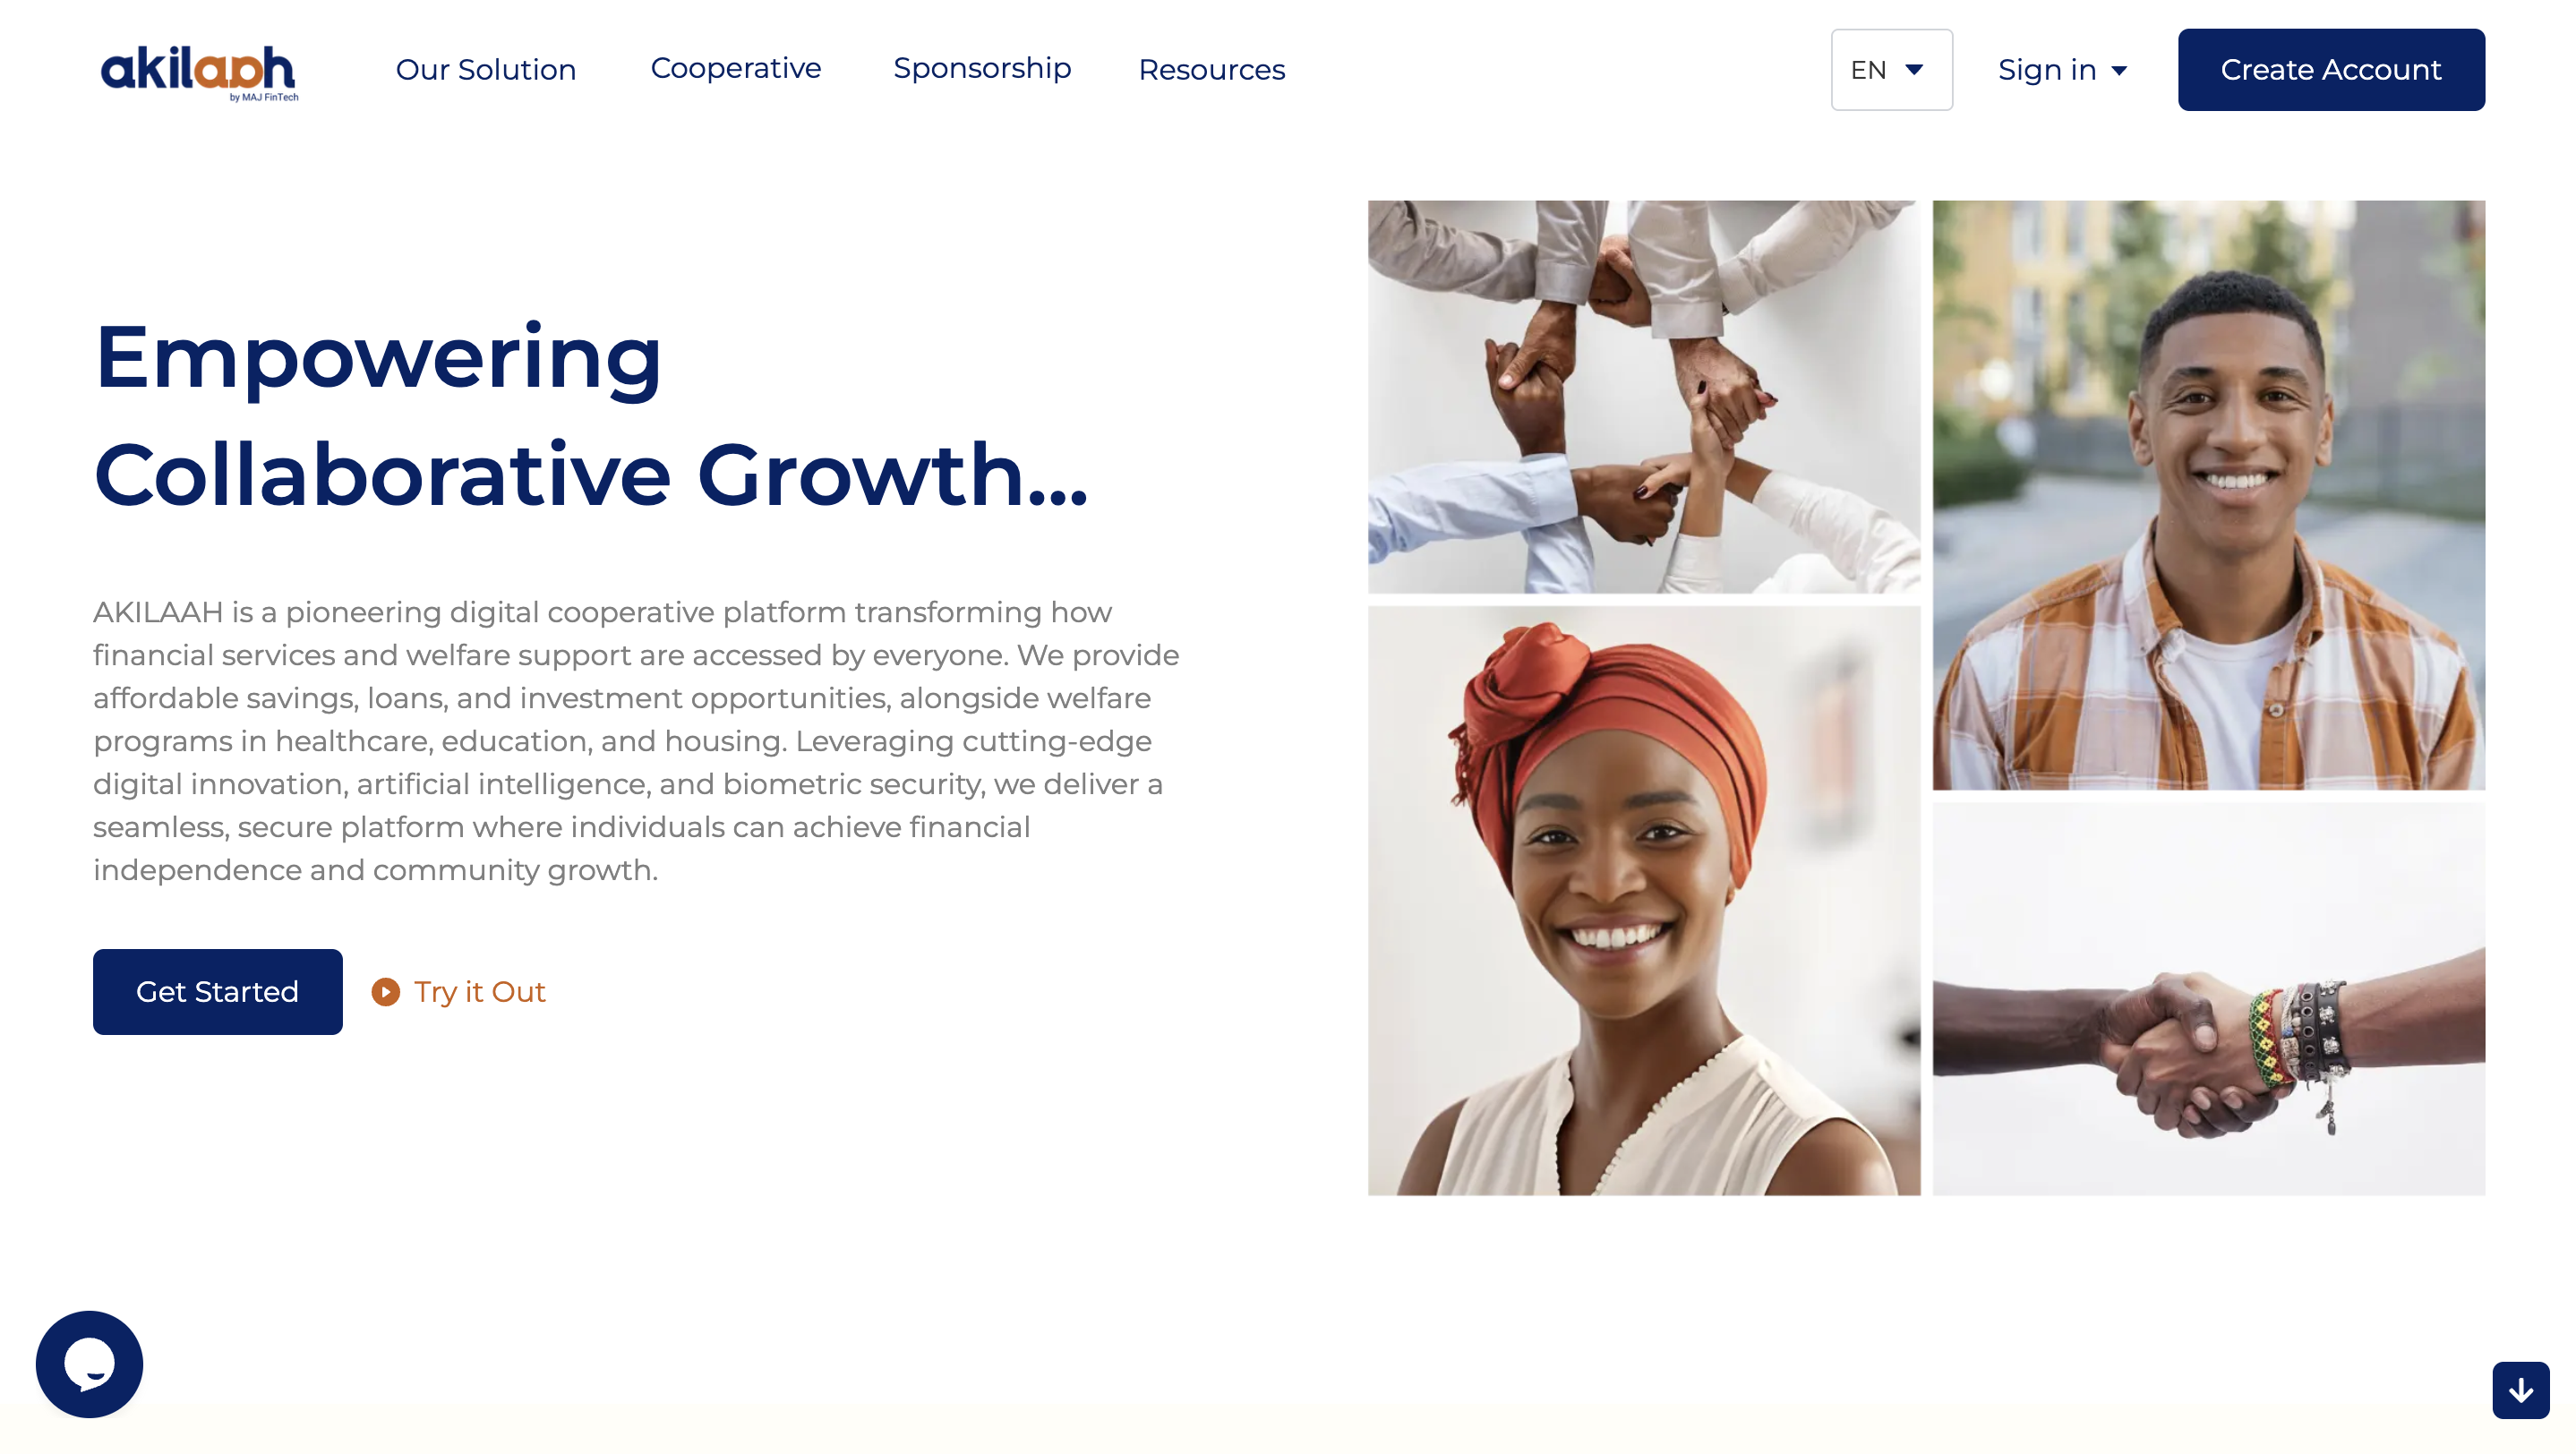 akilaah
by MAJ FinTech
Our Solution
Cooperative
Sponsorship
Resources
EN
Sign in
Create Account
Empowering
Collaborative Growth...
AKILAAH is a pioneering digital cooperative platform transforming how
financial services and welfare support are accessed by everyone. We provide
affordable savings, loans, and investment opportunities, alongside welfare
programs in healthcare, education, and housing. Leveraging cutting-edge
digital innovation, artificial intelligence, and biometric security, we deliver a
seamless, secure platform where individuals can achieve financial
independence and community growth.
Get Started
Try it Out